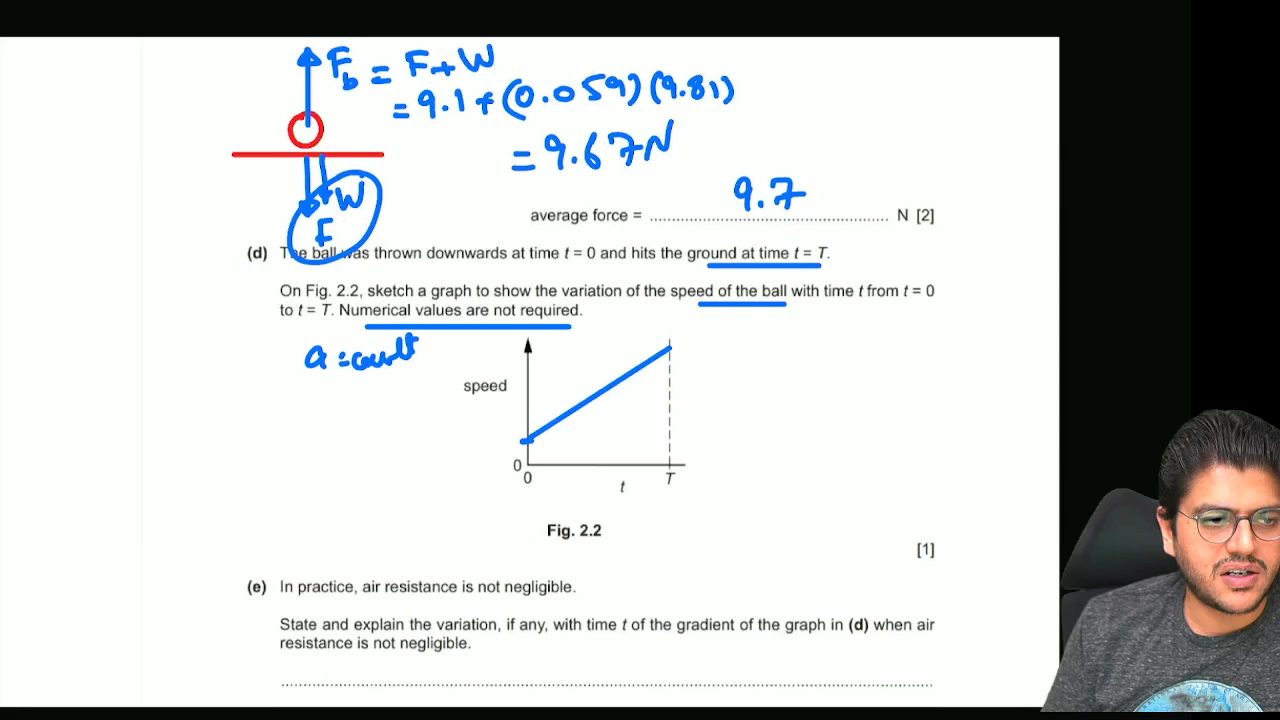 F_b = F + W
= 9.1 + (0.059)(9.81)
= 9.67N
W
F
9.7
average force = ........................................................ N [2]
(d) The ball was thrown downwards at time t = 0 and hits the ground at time t = T.
On Fig. 2.2, sketch a graph to show the variation of the speed of the ball with time t from t = 0
to t = T. Numerical values are not required.
a = const
speed
0
0
t
T
Fig. 2.2
[1]
(e) In practice, air resistance is not negligible.
State and explain the variation, if any, with time t of the gradient of the graph in (d) when air
resistance is not negligible.